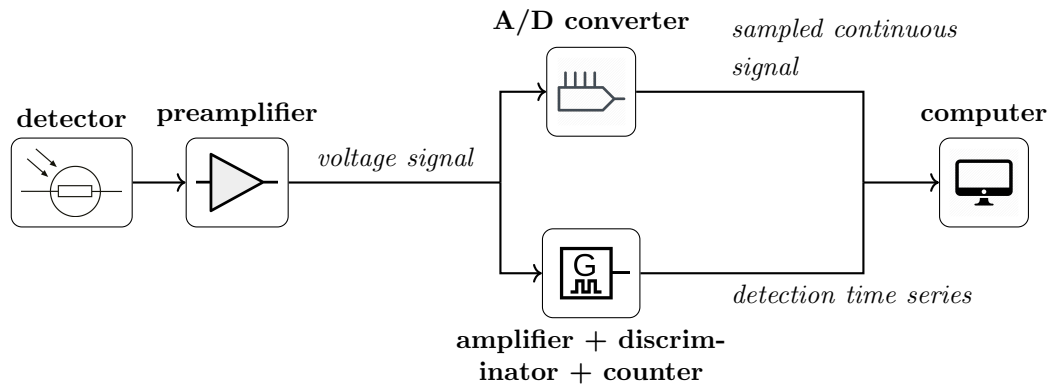 A/D converter
sampled continuous
signal
detector
preamplifier
voltage signal
computer
G
detection time series
amplifier + discrim-
inator + counter